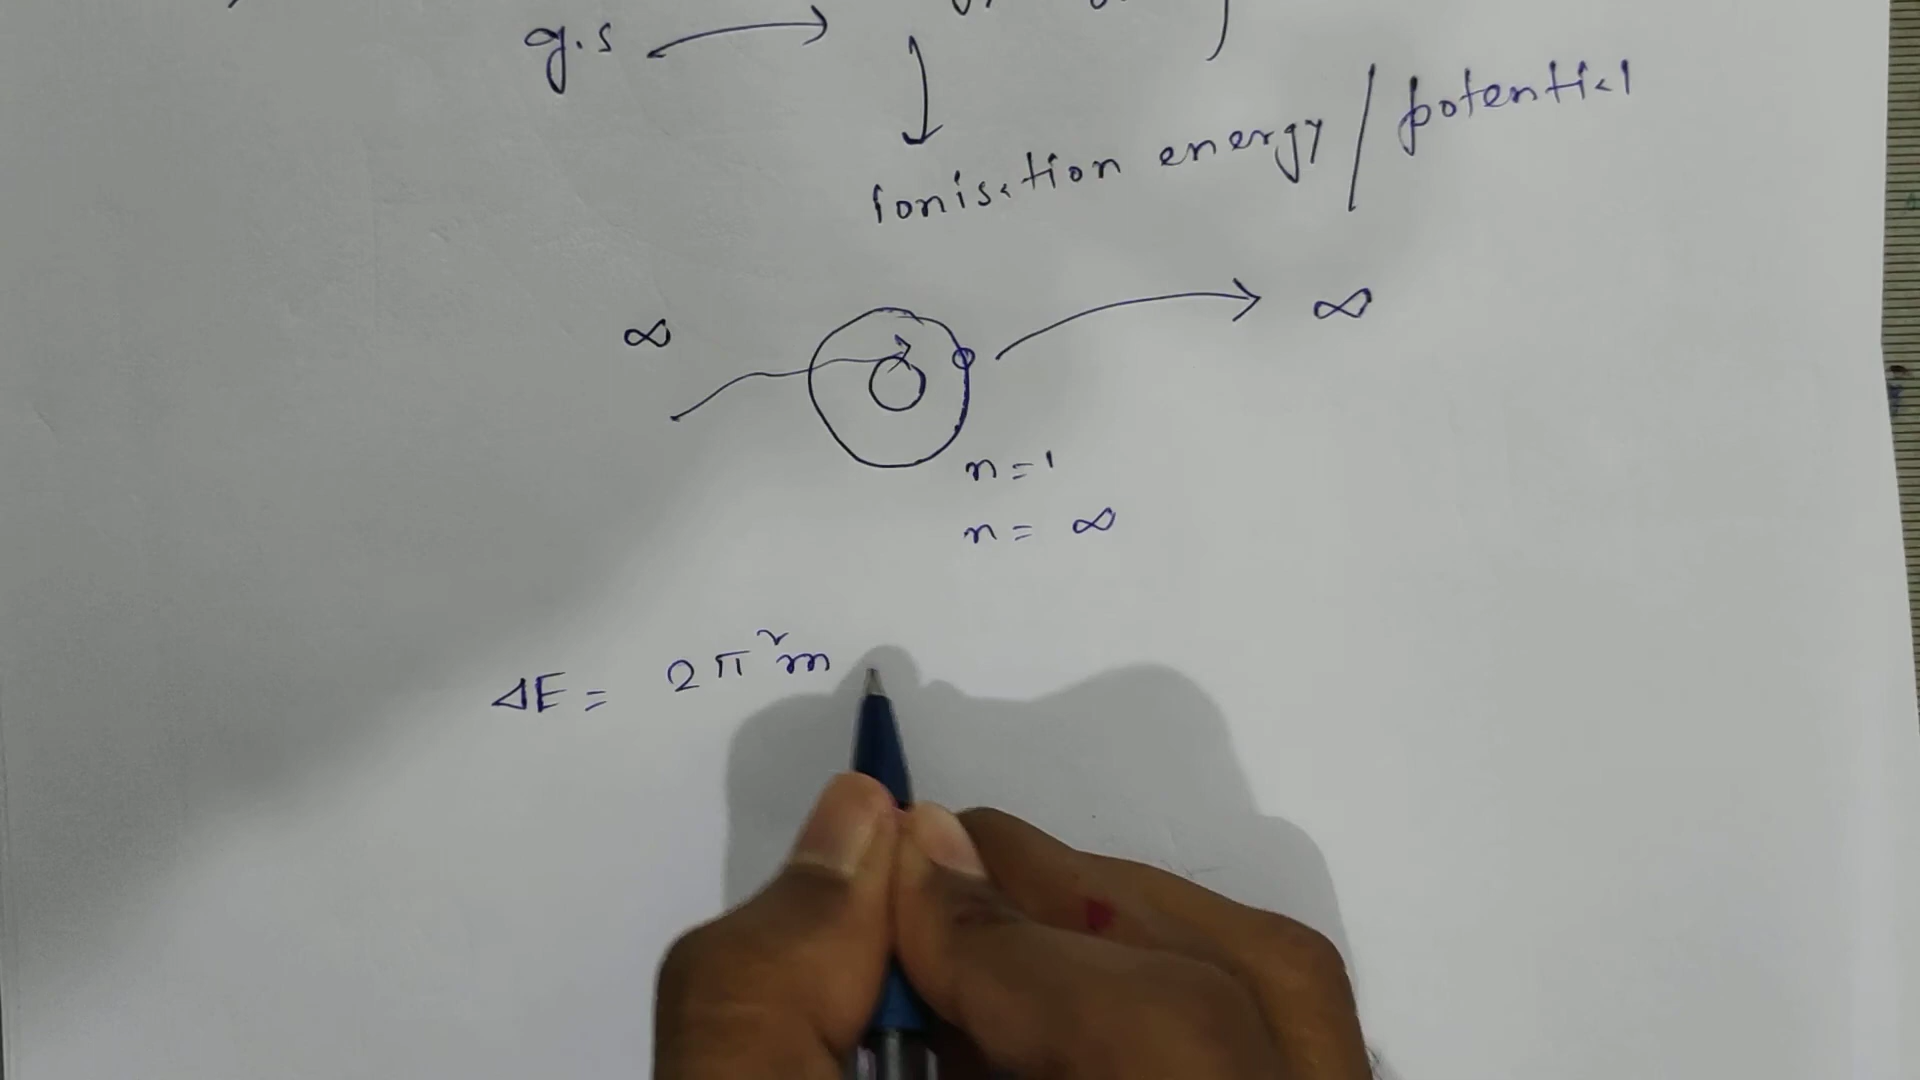 g.s
ionisation energy / potential
∞ ∞
n = 1
n = ∞
ΔE = 2π²m